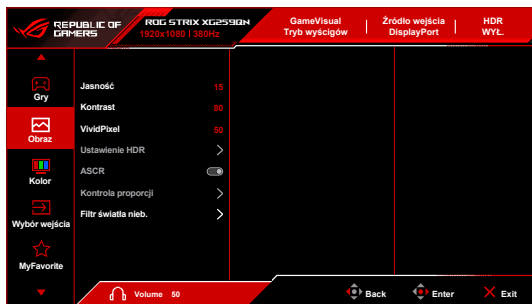 REPUBLIC OF GAMERS
ROG STRIX XG259QN
1920x1080 | 380Hz
GameVisual
Tryb wyścigów
Źródło wejścia
DisplayPort
HDR
WYŁ.
Gry
Obraz
Kolor
Wybór wejścia
MyFavorite
Jasność 15
Kontrast 80
VividPixel 50
Ustawienie HDR
ASCR
Kontrola proporcji
Filtr światła nieb.
Volume 50
Back
Enter
Exit